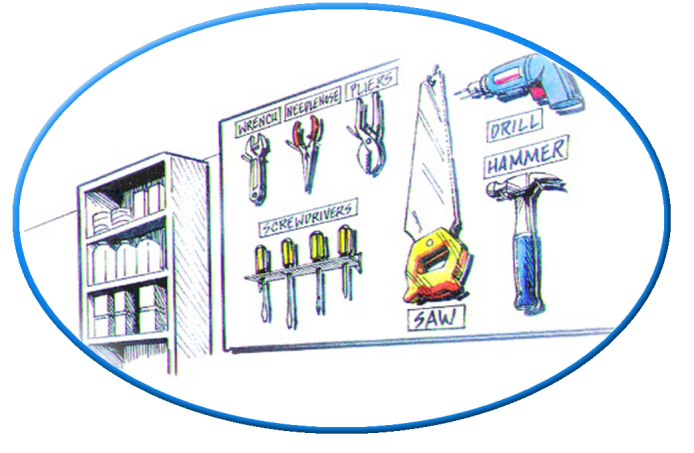 WRENCH
NEEDLENOSE
PLIERS
DRILL
HAMMER
SCREWDRIVERS
SAW